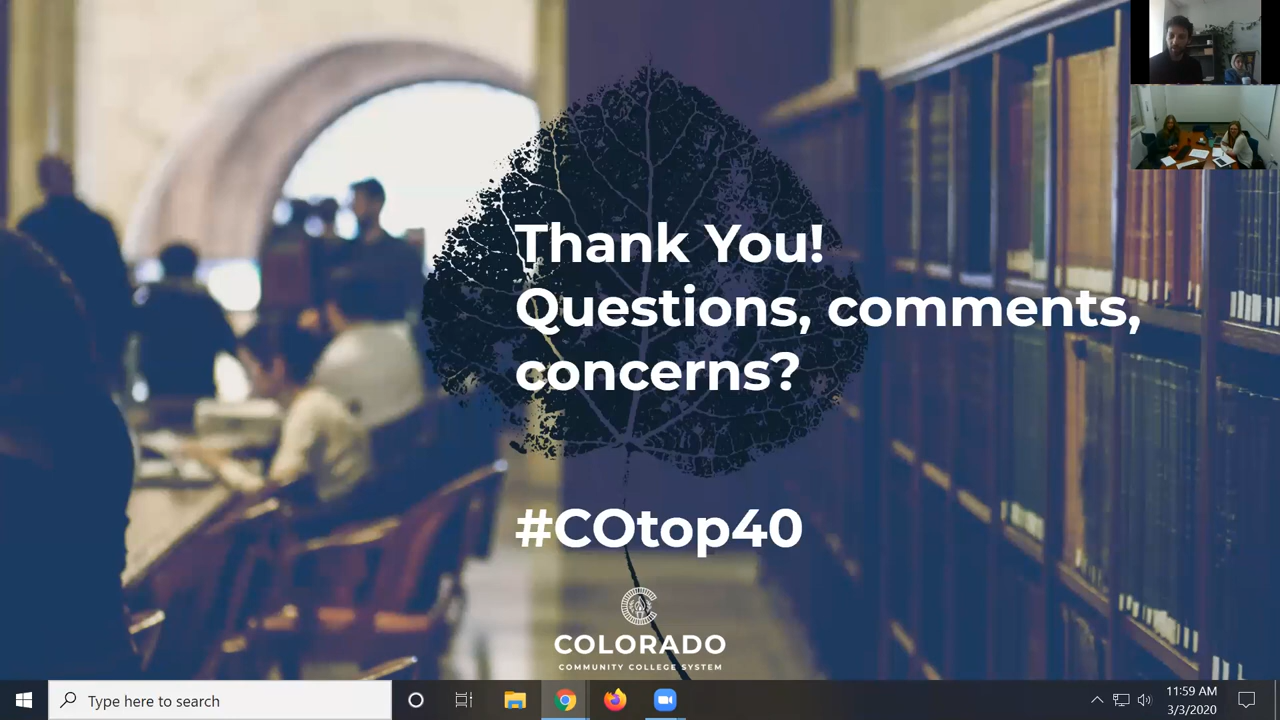 Thank You!
Questions, comments,
concerns?
#COtop40
COLORADO
COMMUNITY COLLEGE SYSTEM
Type here to search
11:59 AM
3/3/2020